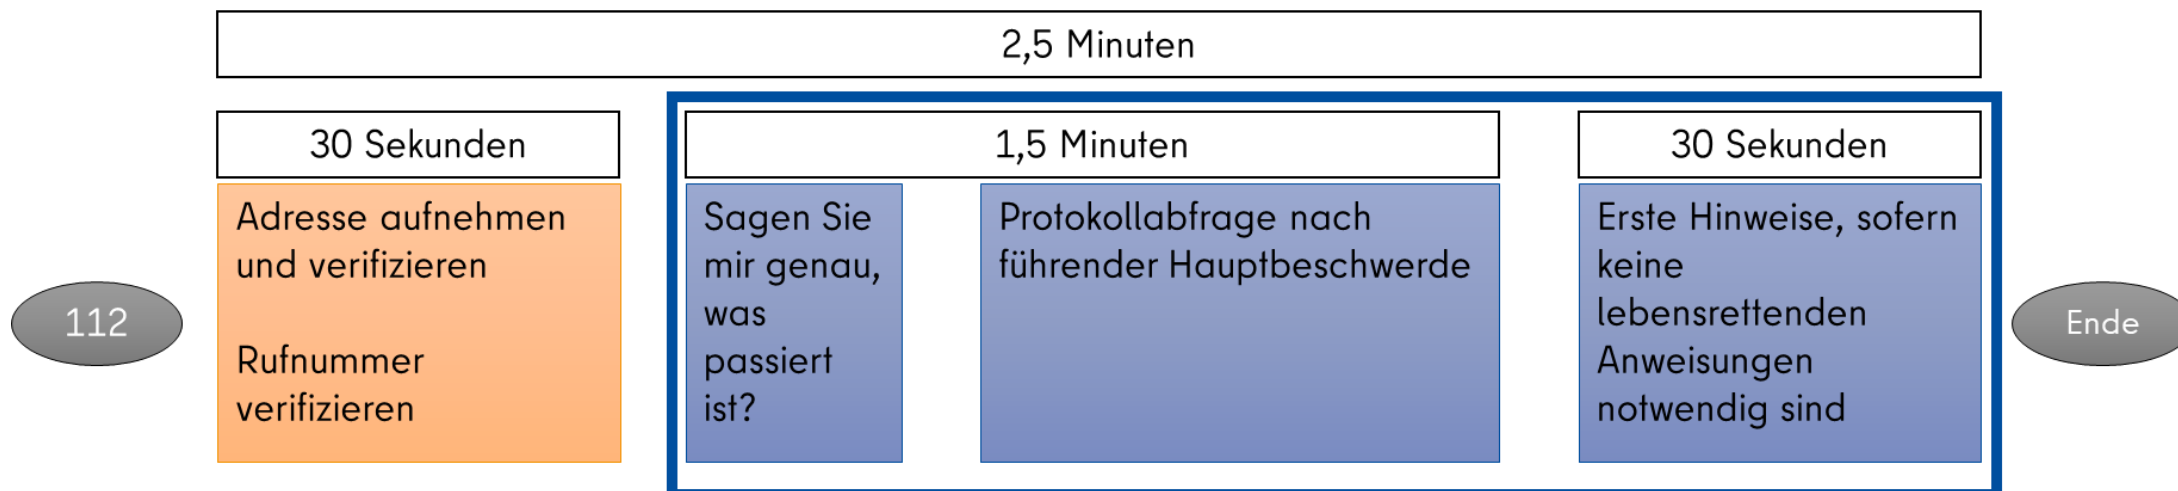 2,5 Minuten
30 Sekunden
1,5 Minuten
30 Sekunden
112
Adresse aufnehmen
und verifizieren
Rufnummer
verifizieren
Sagen Sie
mir genau,
was
passiert
ist?
Protokollabfrage nach
führender Hauptbeschwerde
Erste Hinweise, sofern
keine
lebensrettenden
Anweisungen
notwendig sind
Ende